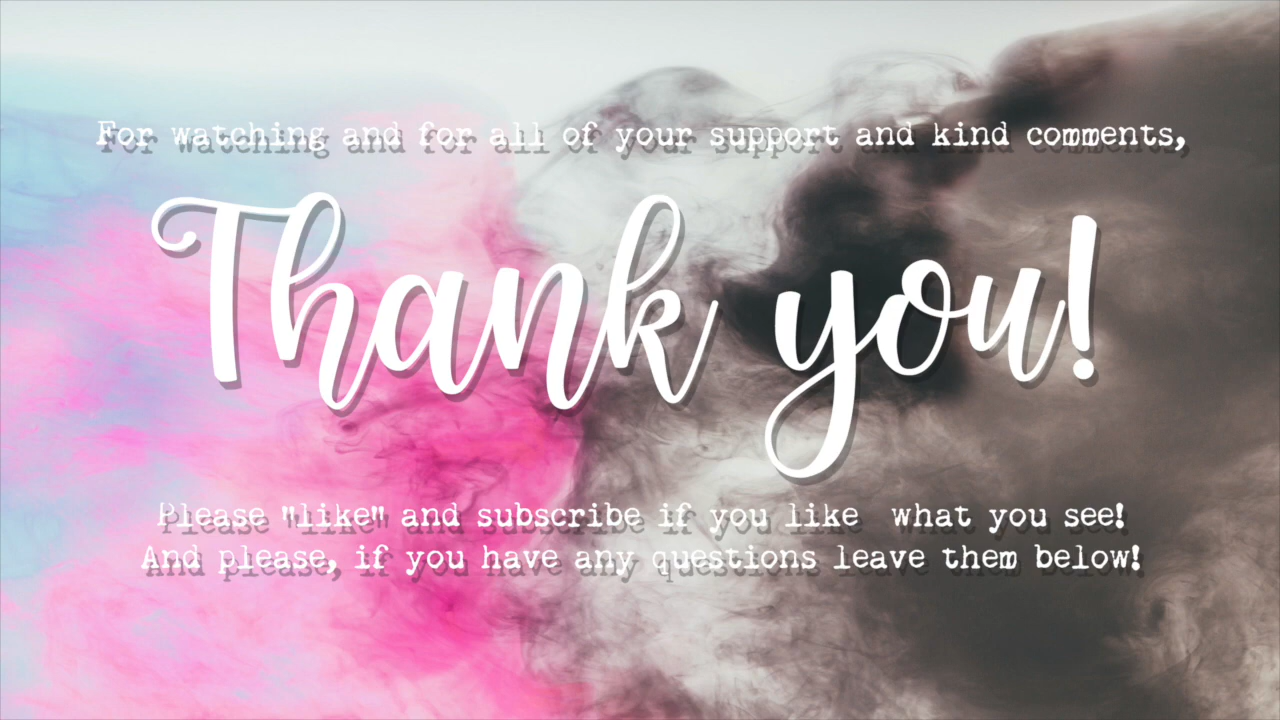 For watching and for all of your support and kind comments,
Thank you!
Please "like" and subscribe if you like what you see!
And please, if you have any questions leave them below!